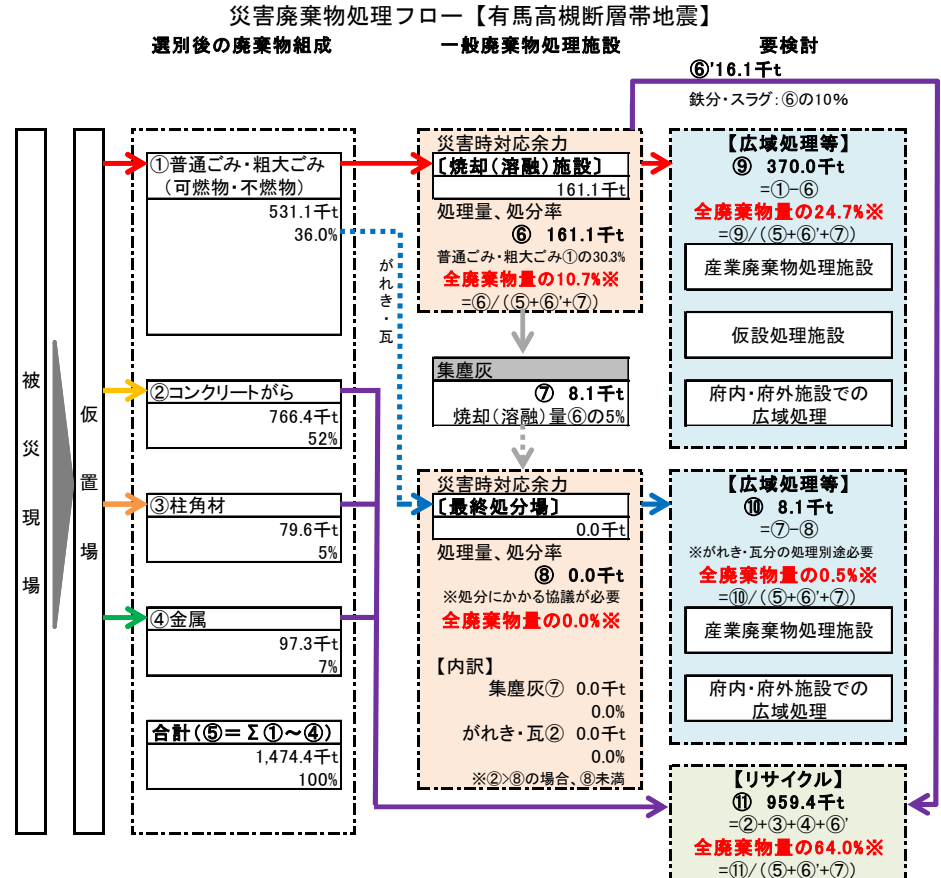 災害廃棄物処理フロー【有馬高槻断層帯地震】
選別後の廃棄物組成
一般廃棄物処理施設
要検討
⑥'16.1千t
鉄分・スラグ:⑥の10%
被災現場
仮置場
①普通ごみ・粗大ごみ
(可燃物・不燃物)
531.1千t
36.0%
がれき・瓦
②コンクリートがら
766.4千t
52%
③柱角材
79.6千t
5%
④金属
97.3千t
7%
合計(⑤=Σ①~④)
1,474.4千t
100%
災害時対応余力
[焼却(溶融)施設]
161.1千t
処理量、処分率
⑥ 161.1千t
普通ごみ・粗大ごみ①の30.3%
全廃棄物量の10.7%※
=⑥/(⑤+⑥'+⑦)
集塵灰
⑦ 8.1千t
焼却(溶融)量⑥の5%
災害時対応余力
[最終処分場]
0.0千t
処理量、処分率
⑧ 0.0千t
※処分にかかる協議が必要
全廃棄物量の0.0%※
【内訳】
集塵灰⑦ 0.0千t
0.0%
がれき・瓦② 0.0千t
0.0%
※②>⑧の場合、⑧未満
【広域処理等】
⑨ 370.0千t
=①-⑥
全廃棄物量の24.7%※
=⑨/(⑤+⑥'+⑦)
産業廃棄物処理施設
仮設処理施設
府内・府外施設での
広域処理
【広域処理等】
⑩ 8.1千t
=⑦-⑧
※がれき・瓦分の処理別途必要
全廃棄物量の0.5%※
=⑩/(⑤+⑥'+⑦)
産業廃棄物処理施設
府内・府外施設での
広域処理
【リサイクル】
⑪ 959.4千t
=②+③+④+⑥'
全廃棄物量の64.0%※
=⑪/(⑤+⑥'+⑦)